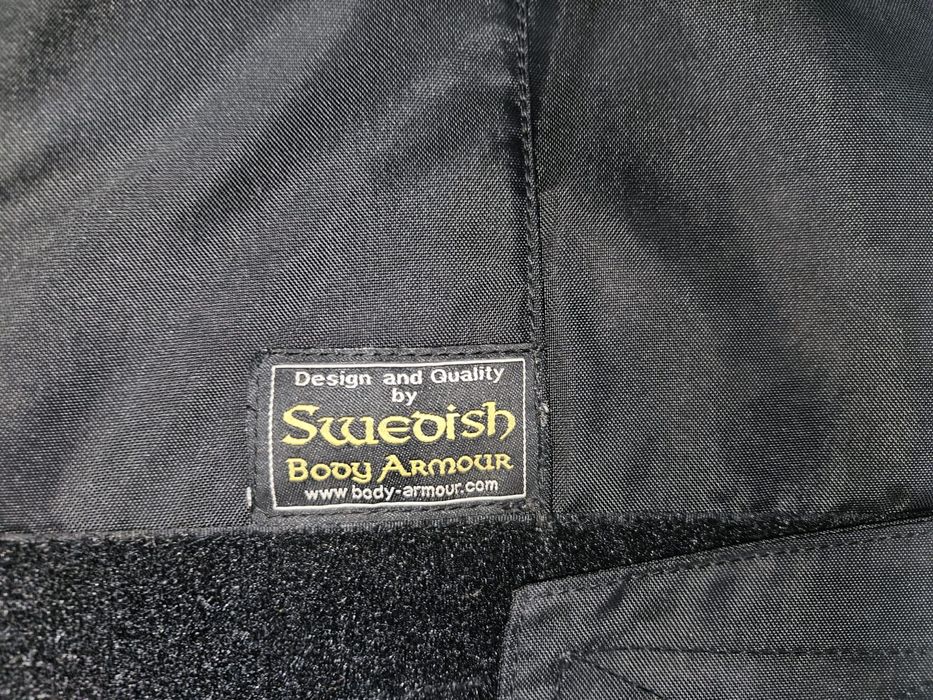 Design and Quality
by
Swedish
Body Armour
www.body-armour.com